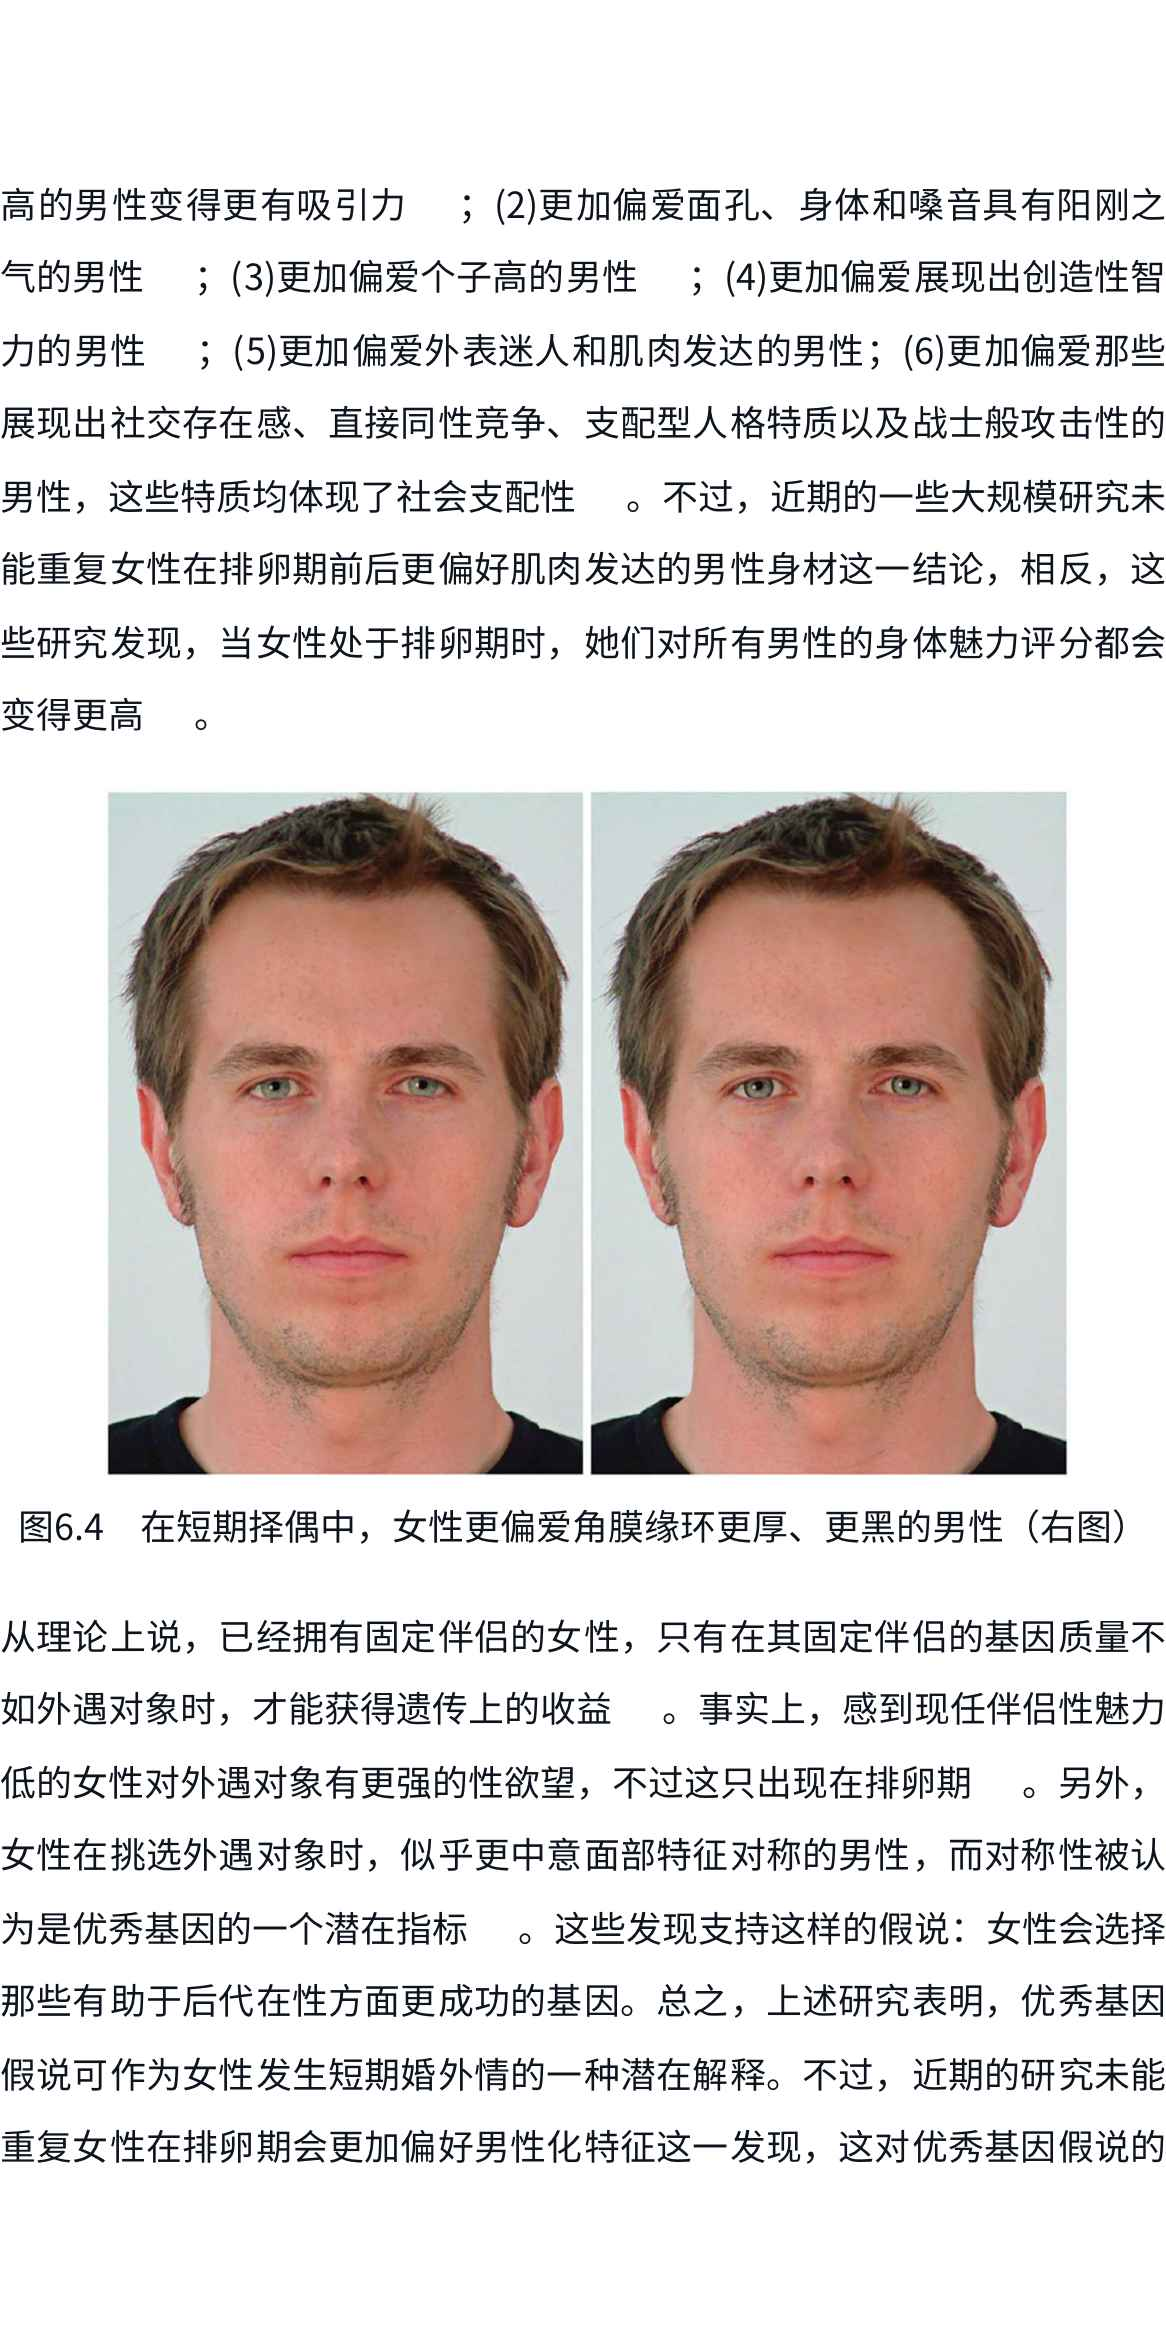 高的男性变得更有吸引力　；(2)更加偏爱面孔、身体和嗓音具有阳刚之
气的男性　；(3)更加偏爱个子高的男性　；(4)更加偏爱展现出创造性智
力的男性　；(5)更加偏爱外表迷人和肌肉发达的男性；(6)更加偏爱那些
展现出社交存在感、直接同性竞争、支配型人格特质以及战士般攻击性的
男性，这些特质均体现了社会支配性　。不过，近期的一些大规模研究未
能重复女性在排卵期前后更偏好肌肉发达的男性身材这一结论，相反，这
些研究发现，当女性处于排卵期时，她们对所有男性的身体魅力评分都会
变得更高　。
图6.4　在短期择偶中，女性更偏爱角膜缘环更厚、更黑的男性（右图）
从理论上说，已经拥有固定伴侣的女性，只有在其固定伴侣的基因质量不
如外遇对象时，才能获得遗传上的收益　。事实上，感到现任伴侣性魅力
低的女性对外遇对象有更强的性欲望，不过这只出现在排卵期　。另外，
女性在挑选外遇对象时，似乎更中意面部特征对称的男性，而对称性被认
为是优秀基因的一个潜在指标　。这些发现支持这样的假说：女性会选择
那些有助于后代在性方面更成功的基因。总之，上述研究表明，优秀基因
假说可作为女性发生短期婚外情的一种潜在解释。不过，近期的研究未能
重复女性在排卵期会更加偏好男性化特征这一发现，这对优秀基因假说的